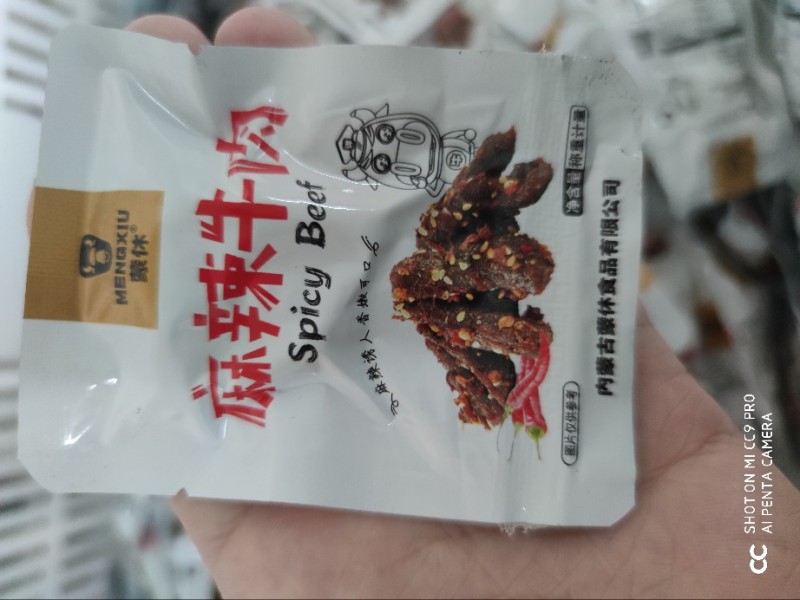 MENGXIU
蒙休®
麻辣牛肉
Spicy Beef
麻辣诱人香嫩可口
净含量 称重计量
图片仅供参考
内蒙古蒙休食品有限公司
SHOT ON MI CC9 PRO
AI PENTA CAMERA